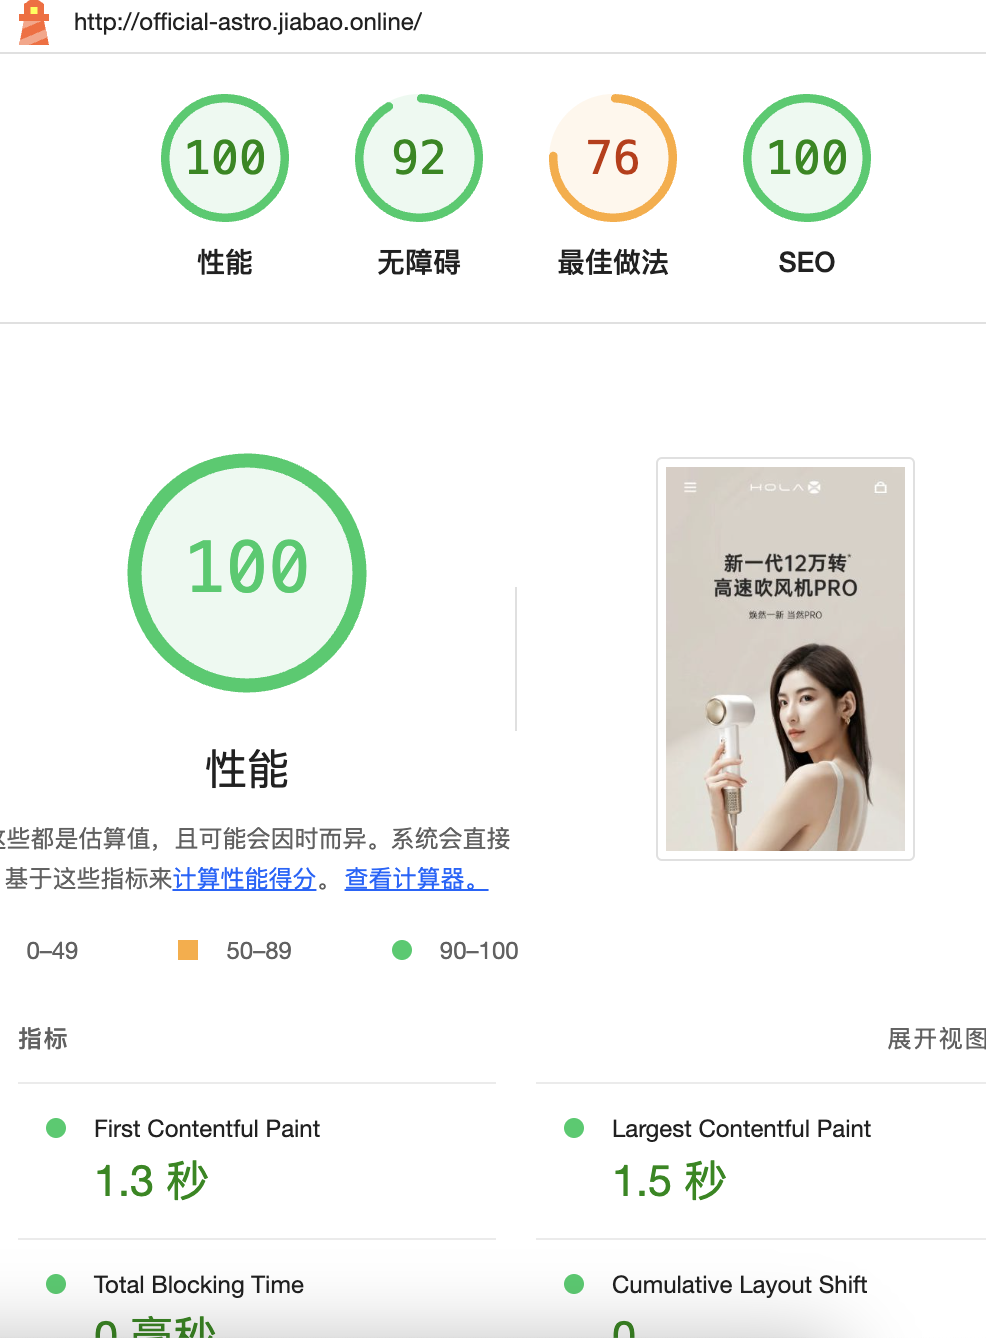 http://official-astro.jiabao.online/
100
92
76
100
性能
无障碍
最佳做法
SEO
100
性能
这些都是估算值，且可能会因时而异。系统会直接
基于这些指标来计算性能得分。 查看计算器。
0–49
50–89
90–100
HOLA
新一代12万转*
高速吹风机PRO
焕然一新 当然PRO
指标
展开视图
First Contentful Paint
1.3 秒
Largest Contentful Paint
1.5 秒
Total Blocking Time
0 毫秒
Cumulative Layout Shift
0